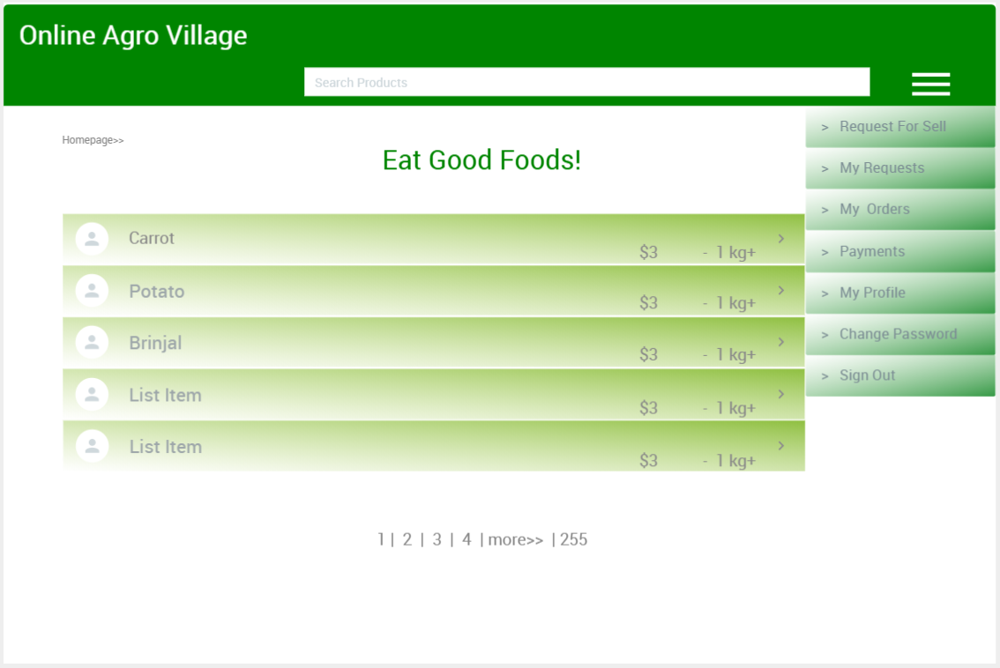 Online Agro Village
Search Products
Homepage>>
Eat Good Foods!
Carrot
$3 - 1 kg+
Potato
$3 - 1 kg+
Brinjal
$3 - 1 kg+
List Item
$3 - 1 kg+
List Item
$3 - 1 kg+
1 | 2 | 3 | 4 | more>> | 255
> Request For Sell
> My Requests
> My Orders
> Payments
> My Profile
> Change Password
> Sign Out